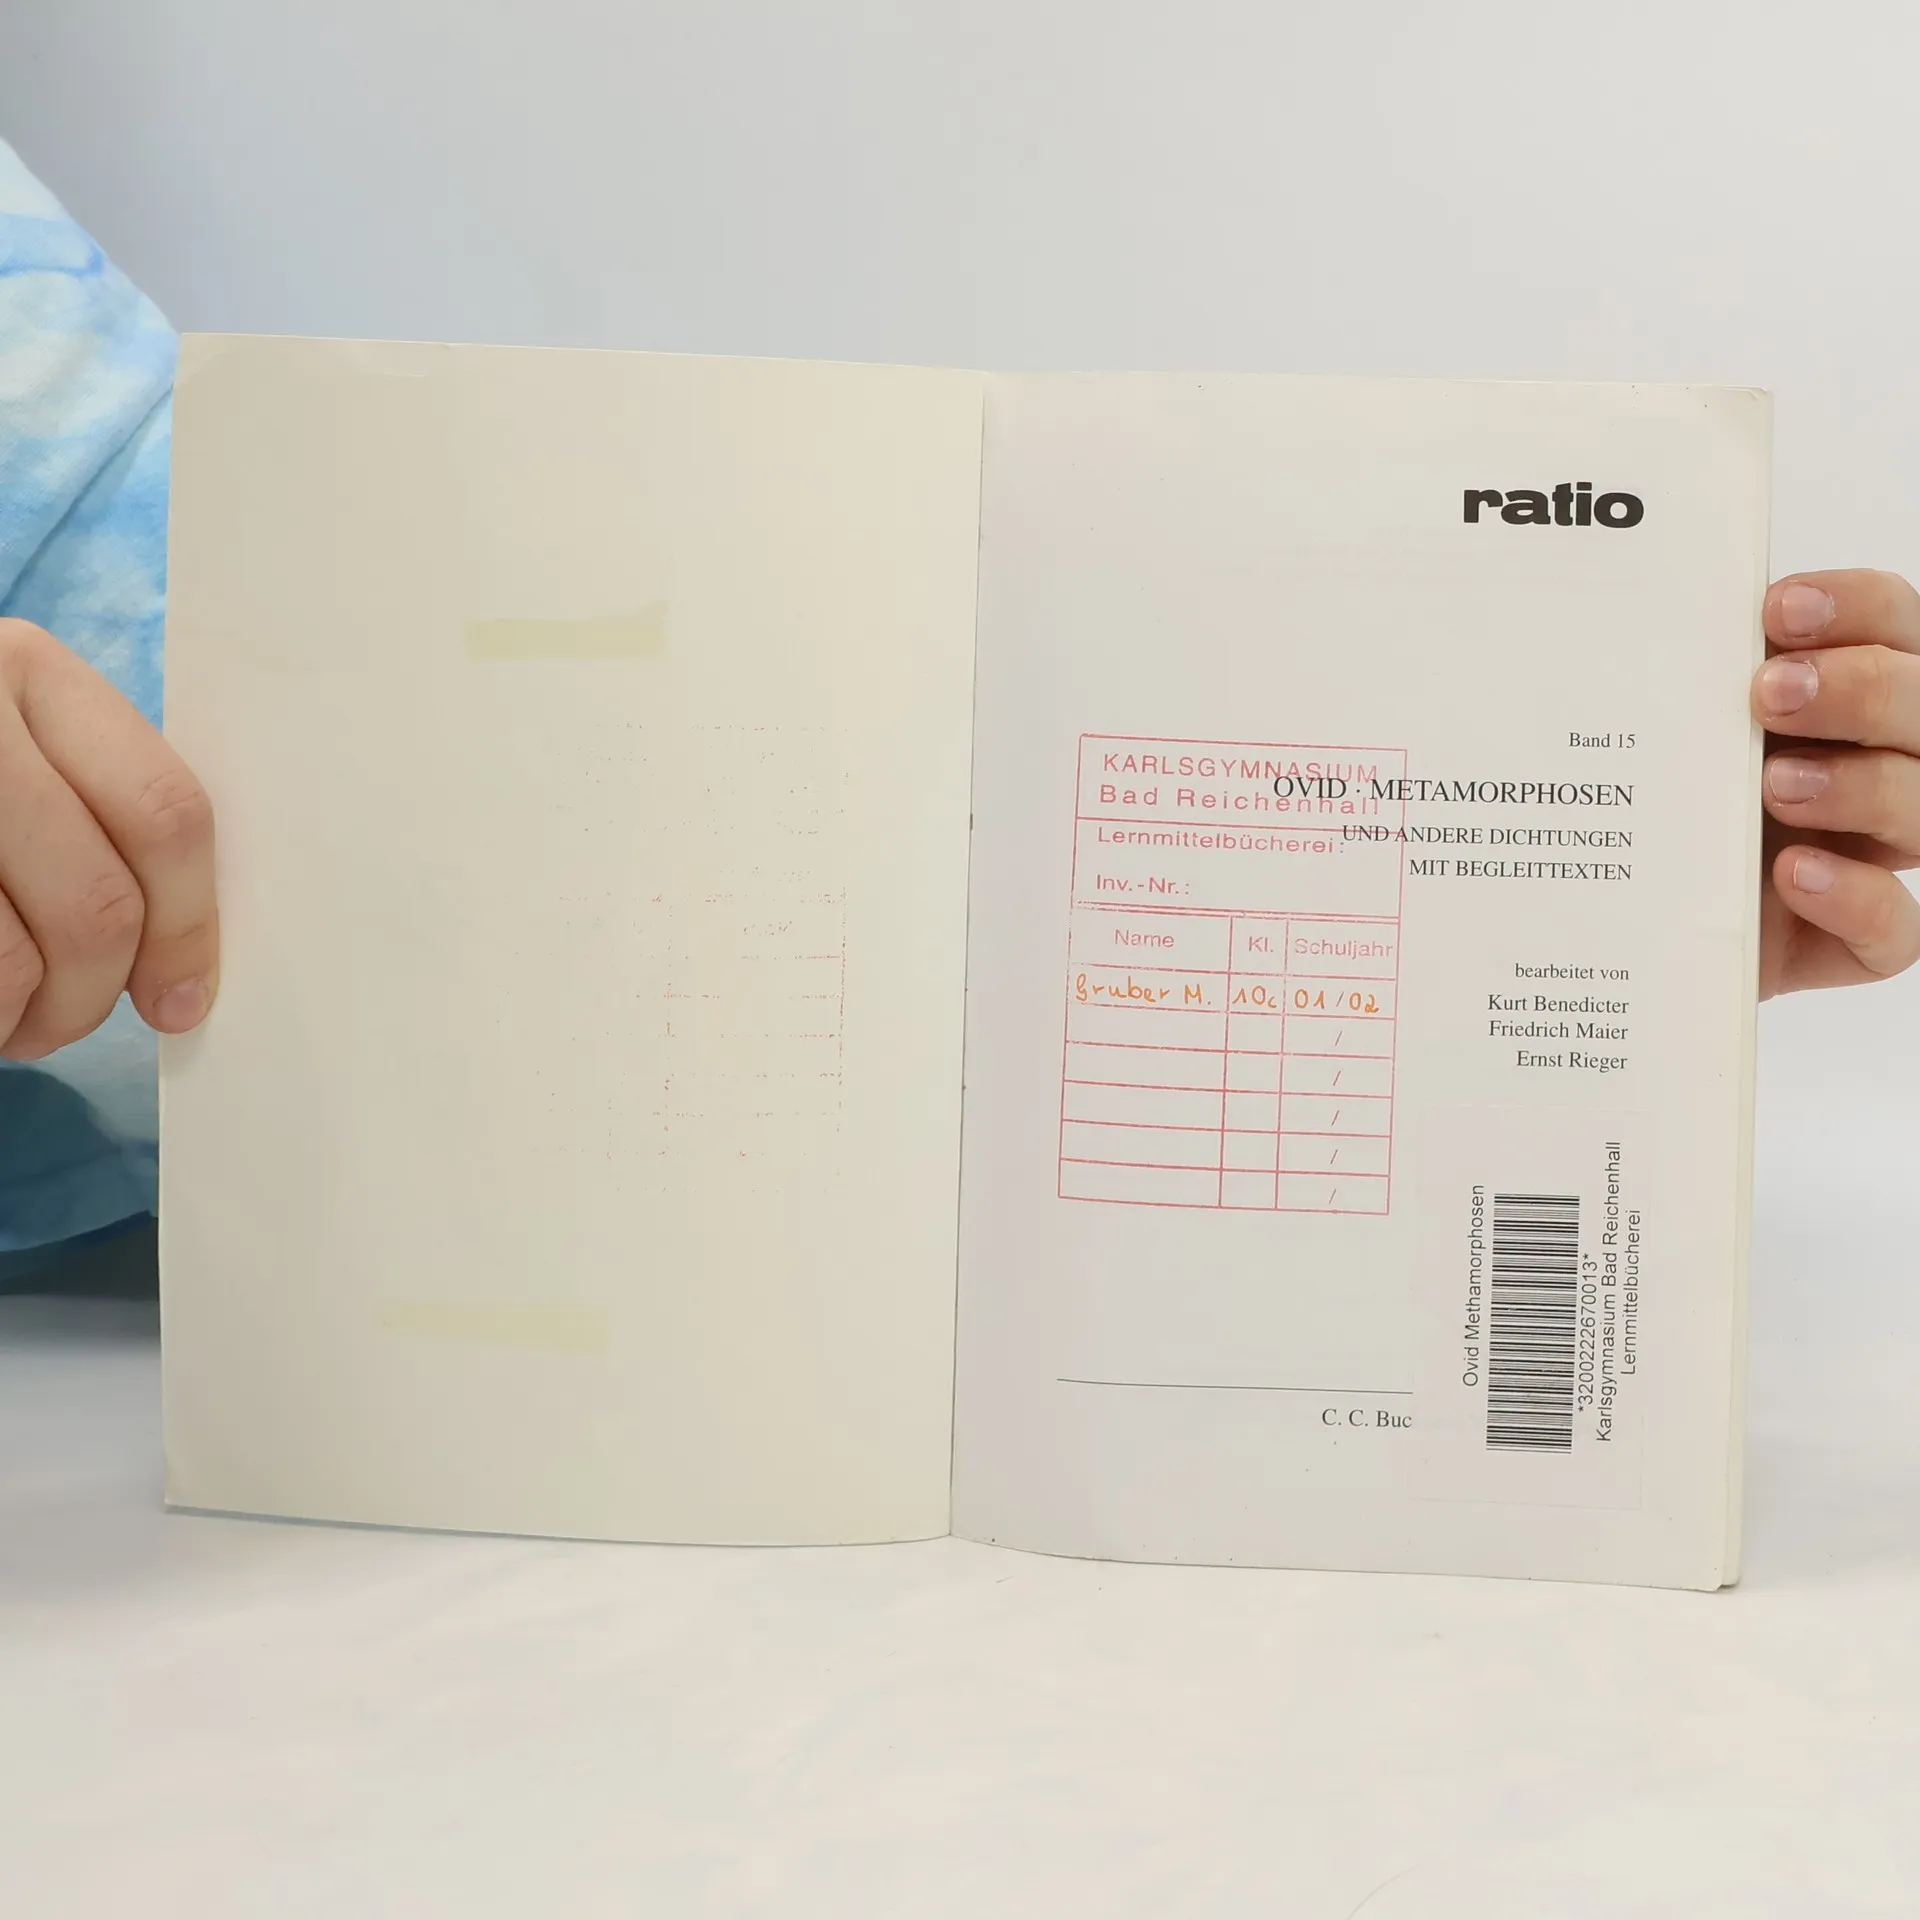 ratio
Band 15
OVID · METAMORPHOSEN
UND ANDERE DICHTUNGEN
MIT BEGLEITTEXTEN
KARLSGYMNASIUM
Bad Reichenhall
Lernmittelbücherei:
Inv.-Nr.:
Name Kl. Schuljahr
Gruber M. 10c 01/02
/
/
/
/
/
bearbeitet von
Kurt Benedicter
Friedrich Maier
Ernst Rieger
Ovid Methamorphosen
*3200222670013*
Karlsgymnasium Bad Reichenhall
Lernmittelbücherei
C. C. Buc